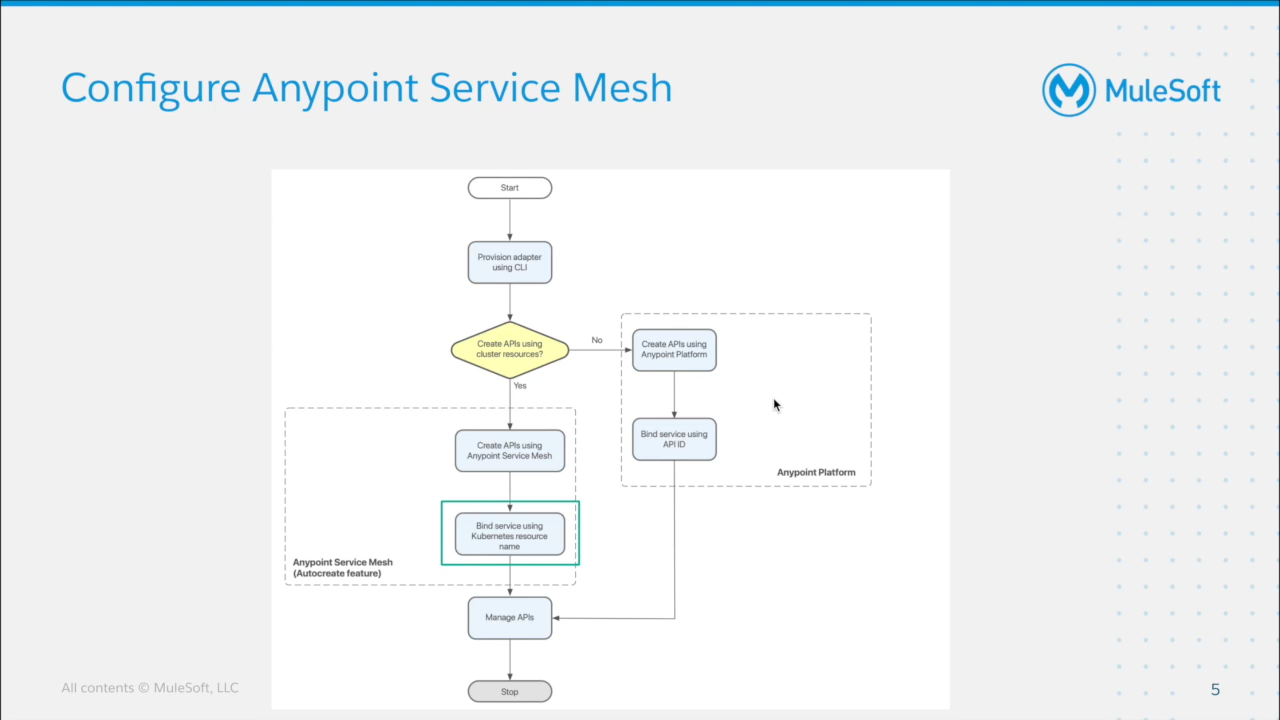 Configure Anypoint Service Mesh
MuleSoft
Start
Provision adapter
using CLI
Create APIs using
cluster resources?
No
Yes
Create APIs using
Anypoint Platform
Bind service using
API ID
Anypoint Platform
Create APIs using
Anypoint Service Mesh
Bind service using
Kubernetes resource
name
Anypoint Service Mesh
(Autocreate feature)
Manage APIs
Stop
All contents © MuleSoft, LLC
5